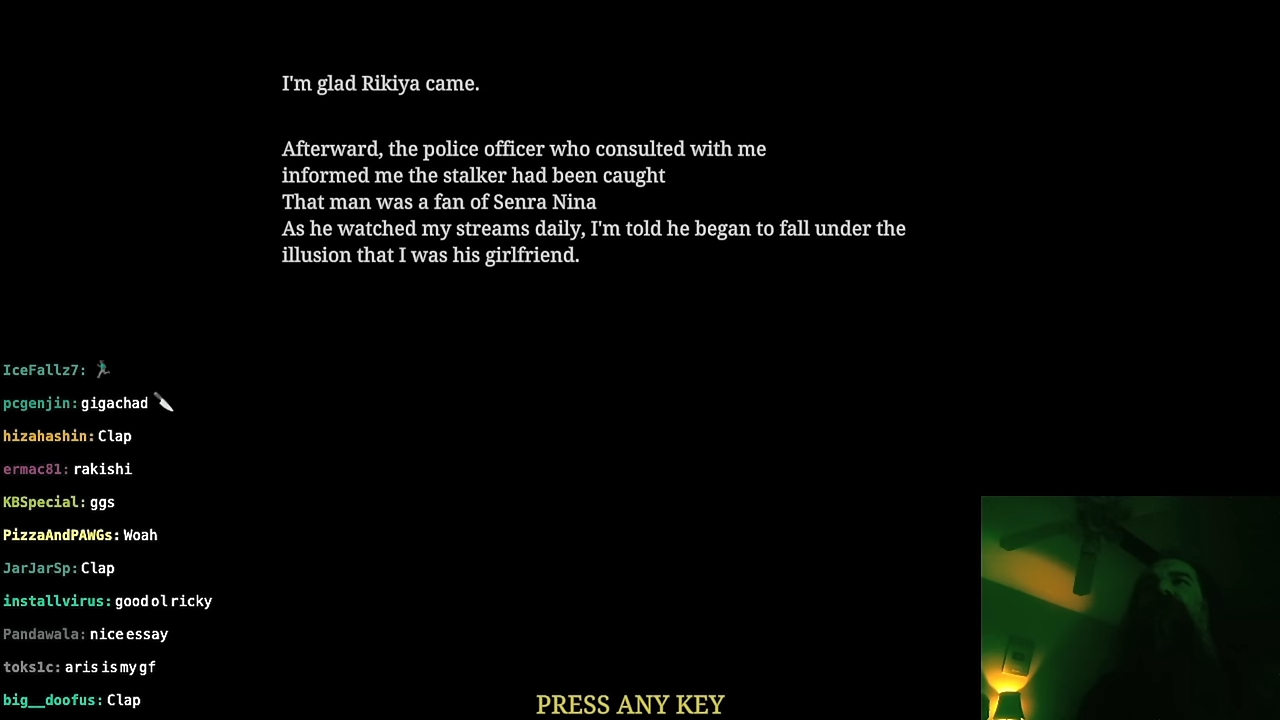 I'm glad Rikiya came.
Afterward, the police officer who consulted with me
informed me the stalker had been caught
That man was a fan of Senra Nina
As he watched my streams daily, I'm told he began to fall under the
illusion that I was his girlfriend.
IceFallz7:
pcgenjin: gigachad
hizahashin: Clap
ermac81: rakishi
KBSpecial: ggs
PizzaAndPAWGs: Woah
JarJarSp: Clap
installvirus: good ol ricky
Pandawala: nice essay
toks1c: aris is my gf
big__doofus: Clap
PRESS ANY KEY